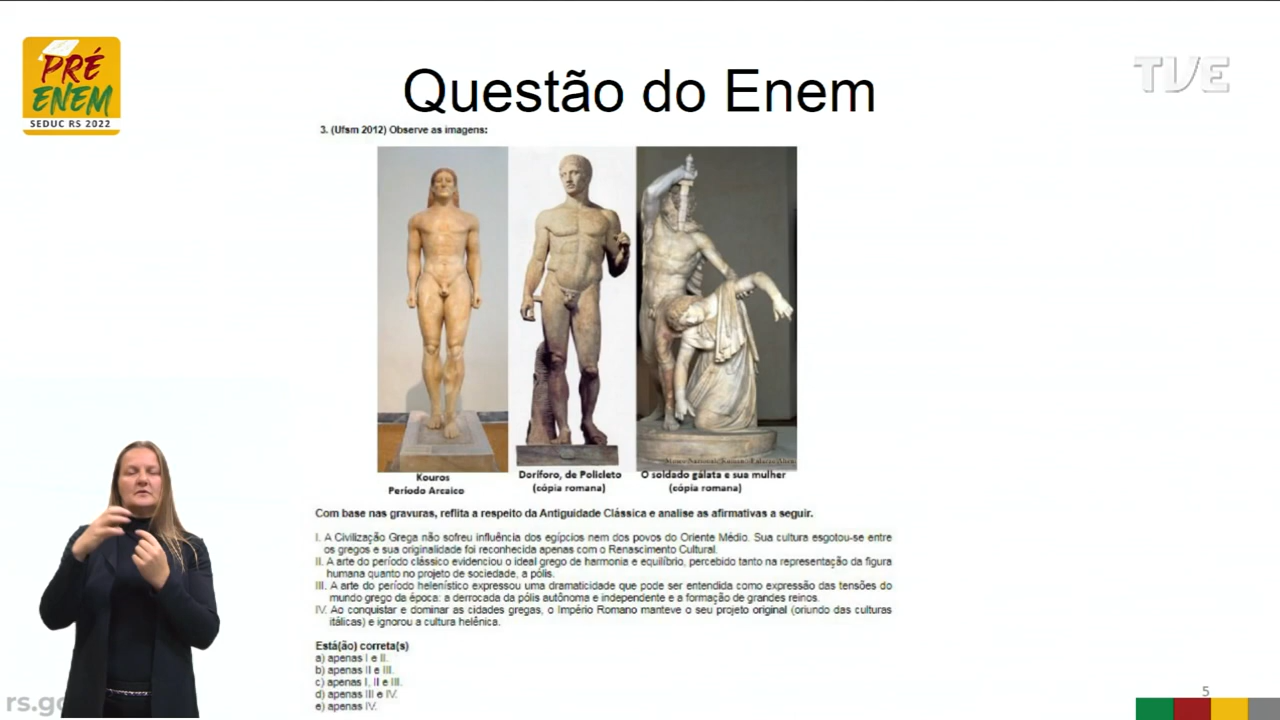 PRÉ
ENEM
SEDUC RS 2022
TVE
Questão do Enem
3. (Ufsm 2012) Observe as imagens:
Kouros
Período Arcaico
Doríforo, de Policleto
(cópia romana)
O soldado gálata e sua mulher
(cópia romana)
Com base nas gravuras, reflita a respeito da Antiguidade Clássica e analise as afirmativas a seguir.
I. A Civilização Grega não sofreu influência dos egípcios nem dos povos do Oriente Médio. Sua cultura esgotou-se entre
os gregos e sua originalidade foi reconhecida apenas com o Renascimento Cultural.
II. A arte do período clássico evidenciou o ideal grego de harmonia e equilíbrio, percebido tanto na representação da figura
humana quanto no projeto de sociedade, a pólis.
III. A arte do período helenístico expressou uma dramaticidade que pode ser entendida como expressão das tensões do
mundo grego da época: a derrocada da pólis autônoma e independente e a formação de grandes reinos.
IV. Ao conquistar e dominar as cidades gregas, o Império Romano manteve o seu projeto original (oriundo das culturas
itálicas) e ignorou a cultura helênica.
Está(ão) correta(s)
a) apenas I e II.
b) apenas II e III.
c) apenas I, II e III.
d) apenas III e IV.
e) apenas IV.
5